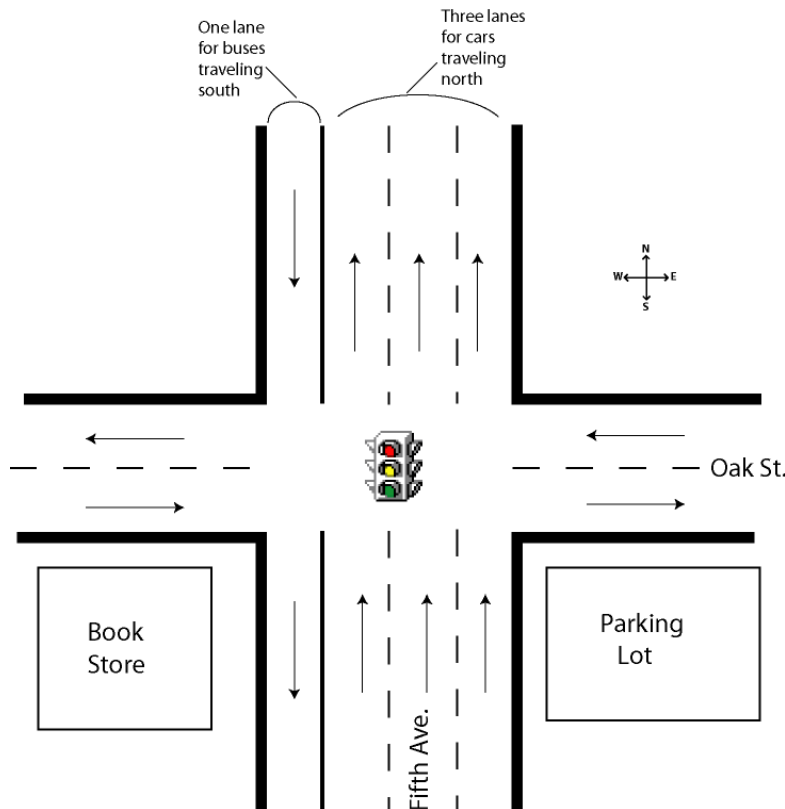 One lane
for buses
traveling
south
Three lanes
for cars
traveling
north
N
W E
S
Oak St.
Book
Store
Parking
Lot
Fifth Ave.